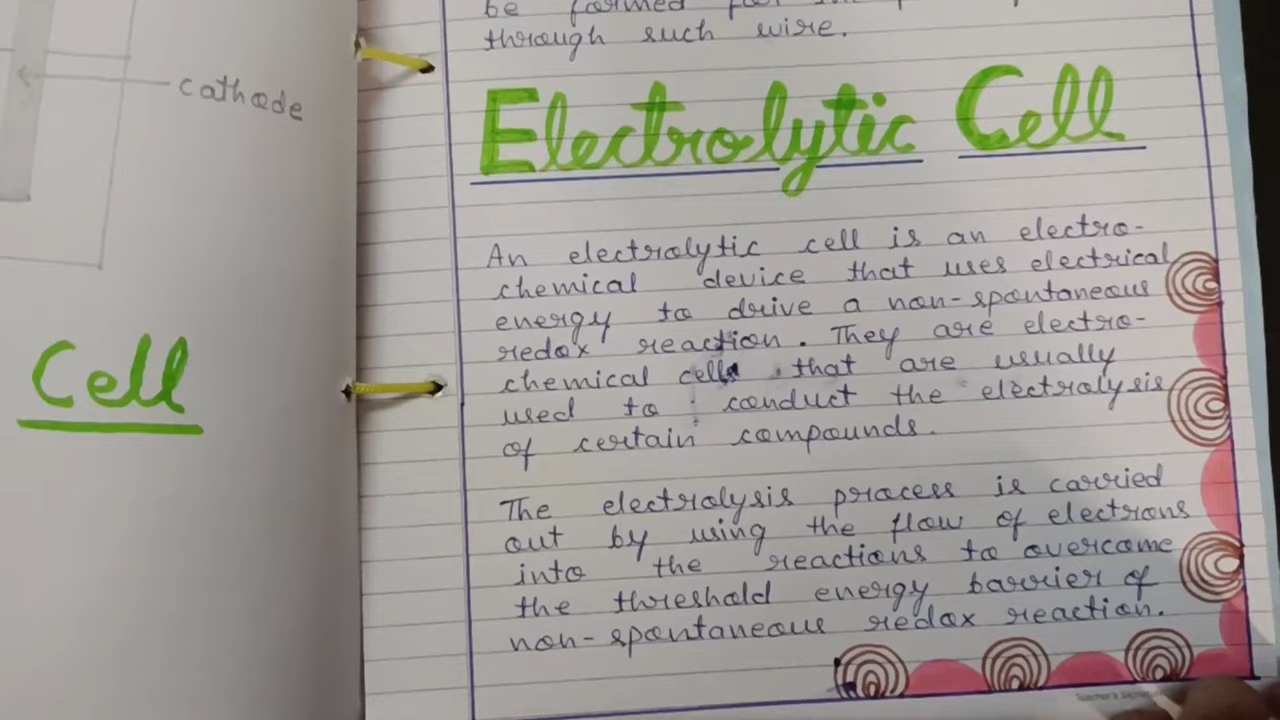 cathode
Cell
be formed
through such wire.
Electrolytic Cell
An electrolytic cell is an electro-
chemical device that uses electrical
energy to drive a non-spontaneous
redox reaction. They are electro-
chemical cells that are usually
used to conduct the electrolysis
of certain compounds.
The electrolysis process is carried
out by using the flow of electrons
into the reactions to overcome
the threshold energy barrier of
non-spontaneous redox reaction.